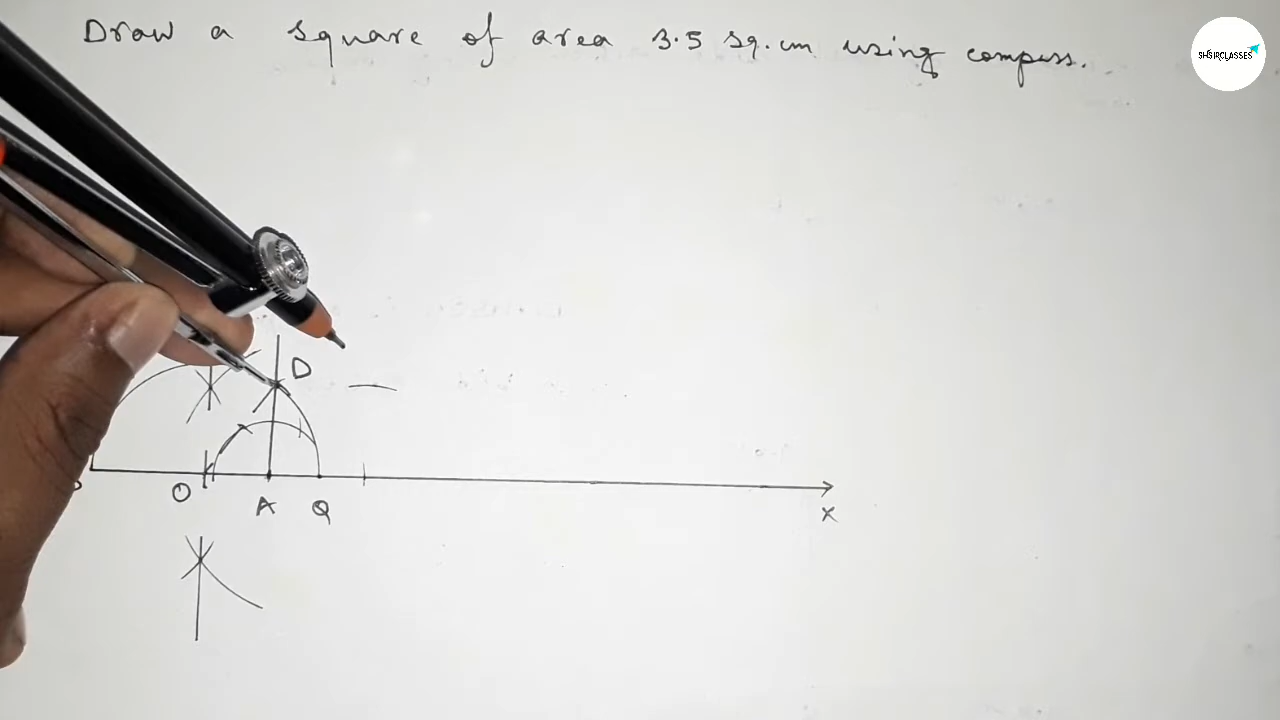 Draw a square of area 3.5 sq.cm using compass.
SHSIRCLASSES
D
O
A Q
X